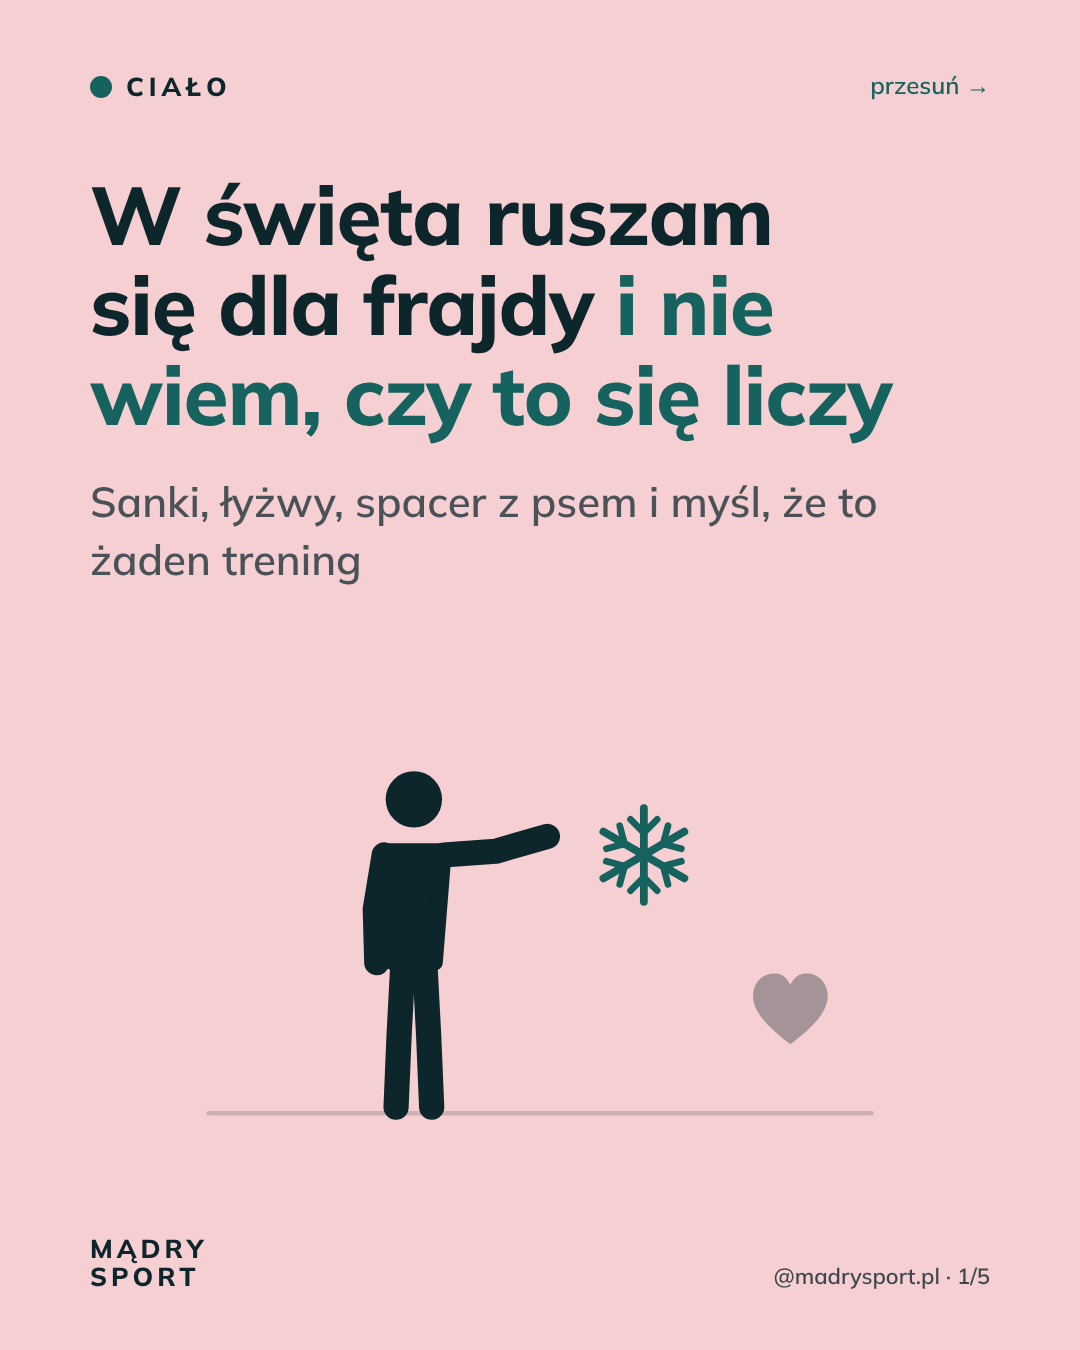 CIAŁO
przesuń →
W święta ruszam
się dla frajdy i nie
wiem, czy to się liczy
Sanki, łyżwy, spacer z psem i myśl, że to
żaden trening
MĄDRY
SPORT
@madrysport.pl · 1/5